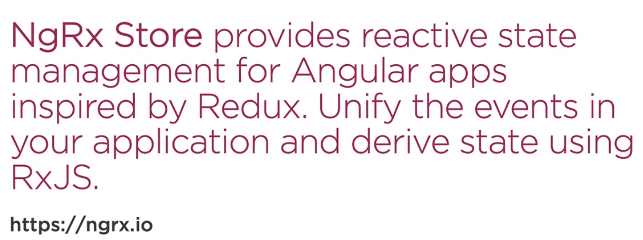 NgRx Store provides reactive state
management for Angular apps
inspired by Redux. Unify the events in
your application and derive state using
RxJS.
https://ngrx.io